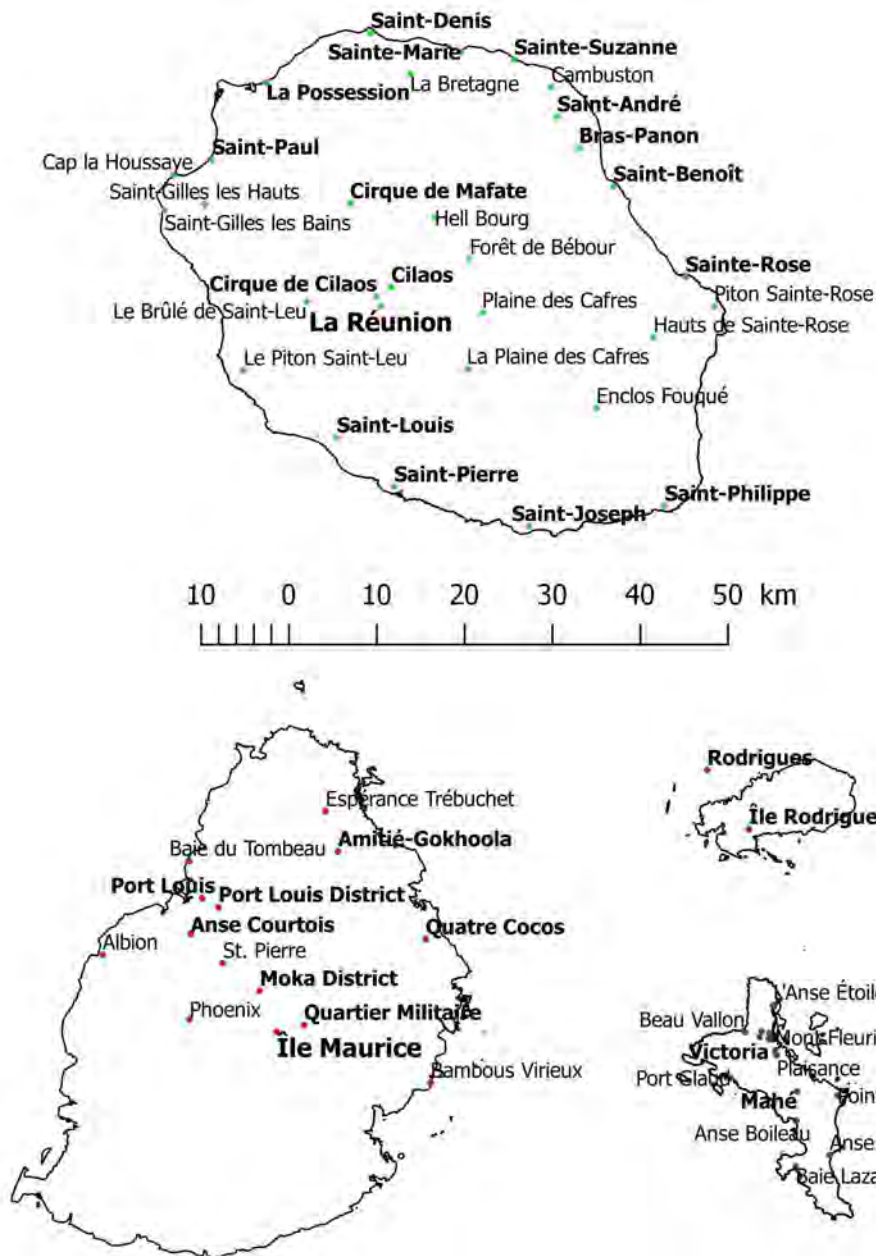 Saint-Denis
Sainte-Marie
Sainte-Suzanne
La Bretagne
Cambuston
La Possession
Saint-André
Bras-Panon
Saint-Paul
Cap la Houssaye
Saint-Benoît
Saint-Gilles les Hauts
Cirque de Mafate
Saint-Gilles les Bains
Hell Bourg
Forêt de Bébour
Sainte-Rose
Cirque de Cilaos
Cilaos
Piton Sainte-Rose
Le Brûlé de Saint-Leu
Plaine des Cafres
La Réunion
Hauts de Sainte-Rose
Le Piton Saint-Leu
La Plaine des Cafres
Enclos Fouqué
Saint-Louis
Saint-Pierre
Saint-Philippe
Saint-Joseph
10 0 10 20 30 40 50 km
Rodrigues
Espérance Trébuchet
Île Rodrigue
Amitié-Gokhoola
Baie du Tombeau
Port Louis
Port Louis District
Anse Courtois
Quatre Cocos
Albion
St. Pierre
Moka District
Phoenix
Quartier Militaire
Île Maurice
Bambous Virieux
'Anse Étoil
Beau Vallon
Mont Fleuri
Victoria
Plaisance
Port Glaud
Mahé
Poin
Anse Boileau
Anse
Baie Laza